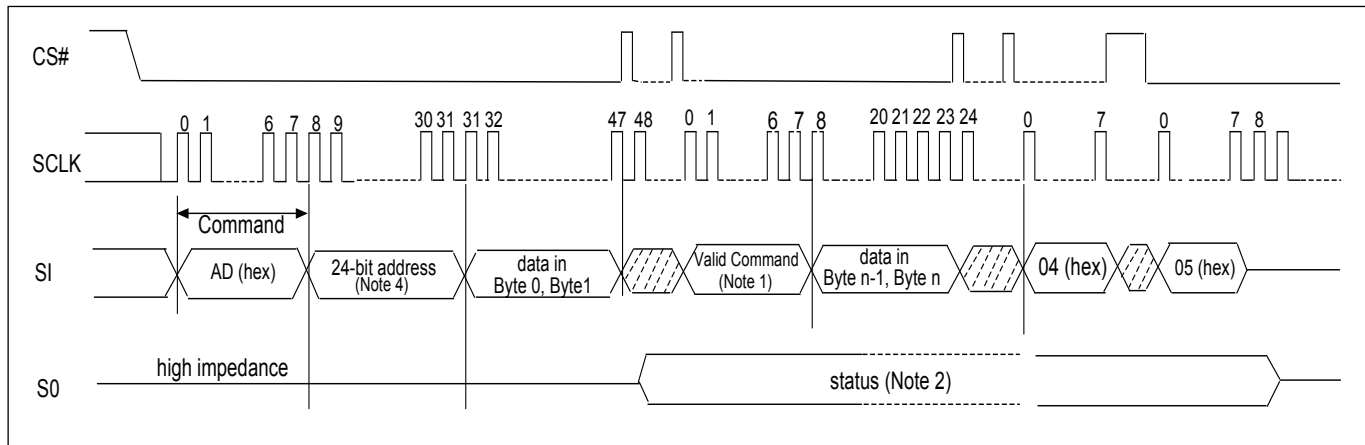 CS#
0 1 6 7 8 9 30 31 31 32 47 48 0 1 6 7 8 20 21 22 23 24 0 7 0 7 8
SCLK
Command
SI
AD (hex)
24-bit address
(Note 4)
data in
Byte 0, Byte1
Valid Command
(Note 1)
data in
Byte n-1, Byte n
04 (hex)
05 (hex)
high impedance
S0
status (Note 2)